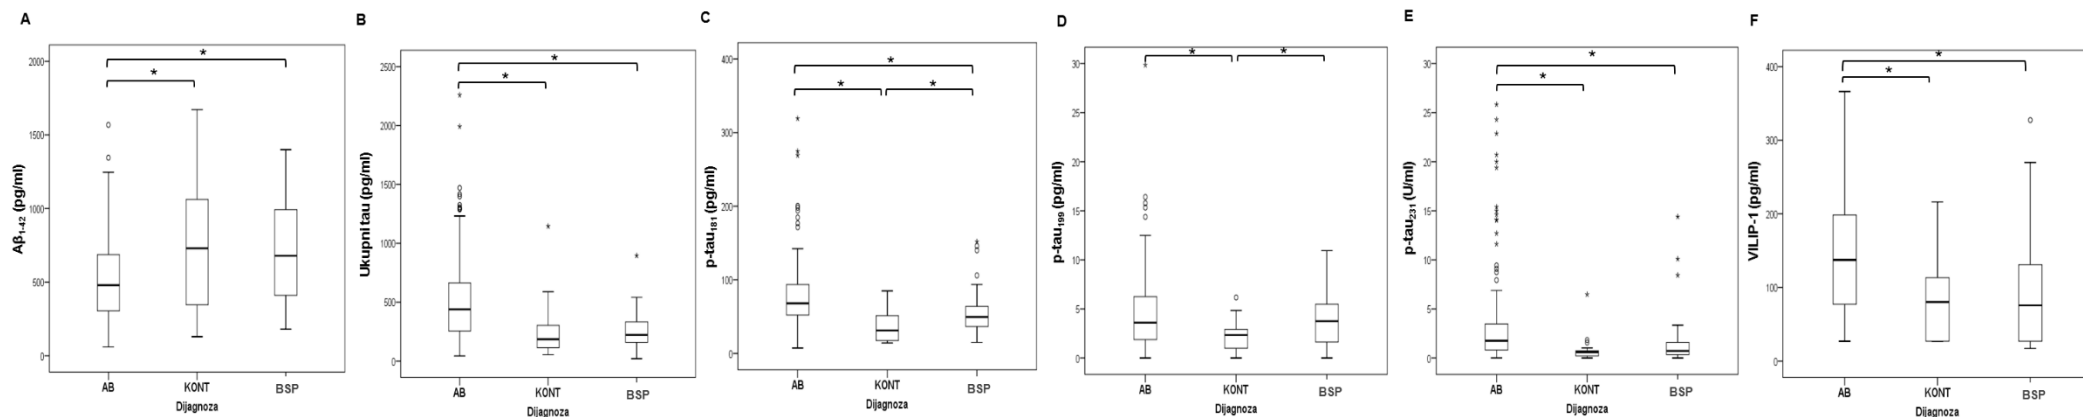 A
Aβ1-42 (pg/ml)
2000
1500
1000
500
0
*
*
AB
KONT
BSP
Dijagnoza
B
Ukupni tau (pg/ml)
2500
2000
1500
1000
500
0
*
*
AB
KONT
BSP
Dijagnoza
C
p-tau181 (pg/ml)
400
300
200
100
0
*
*
*
AB
KONT
BSP
Dijagnoza
D
p-tau199 (pg/ml)
30
25
20
15
10
5
0
*
*
AB
KONT
BSP
Dijagnoza
E
p-tau231 (U/ml)
30
25
20
15
10
5
0
*
*
AB
KONT
BSP
Dijagnoza
F
VILIP-1 (pg/ml)
400
300
200
100
0
*
*
AB
KONT
BSP
Dijagnoza